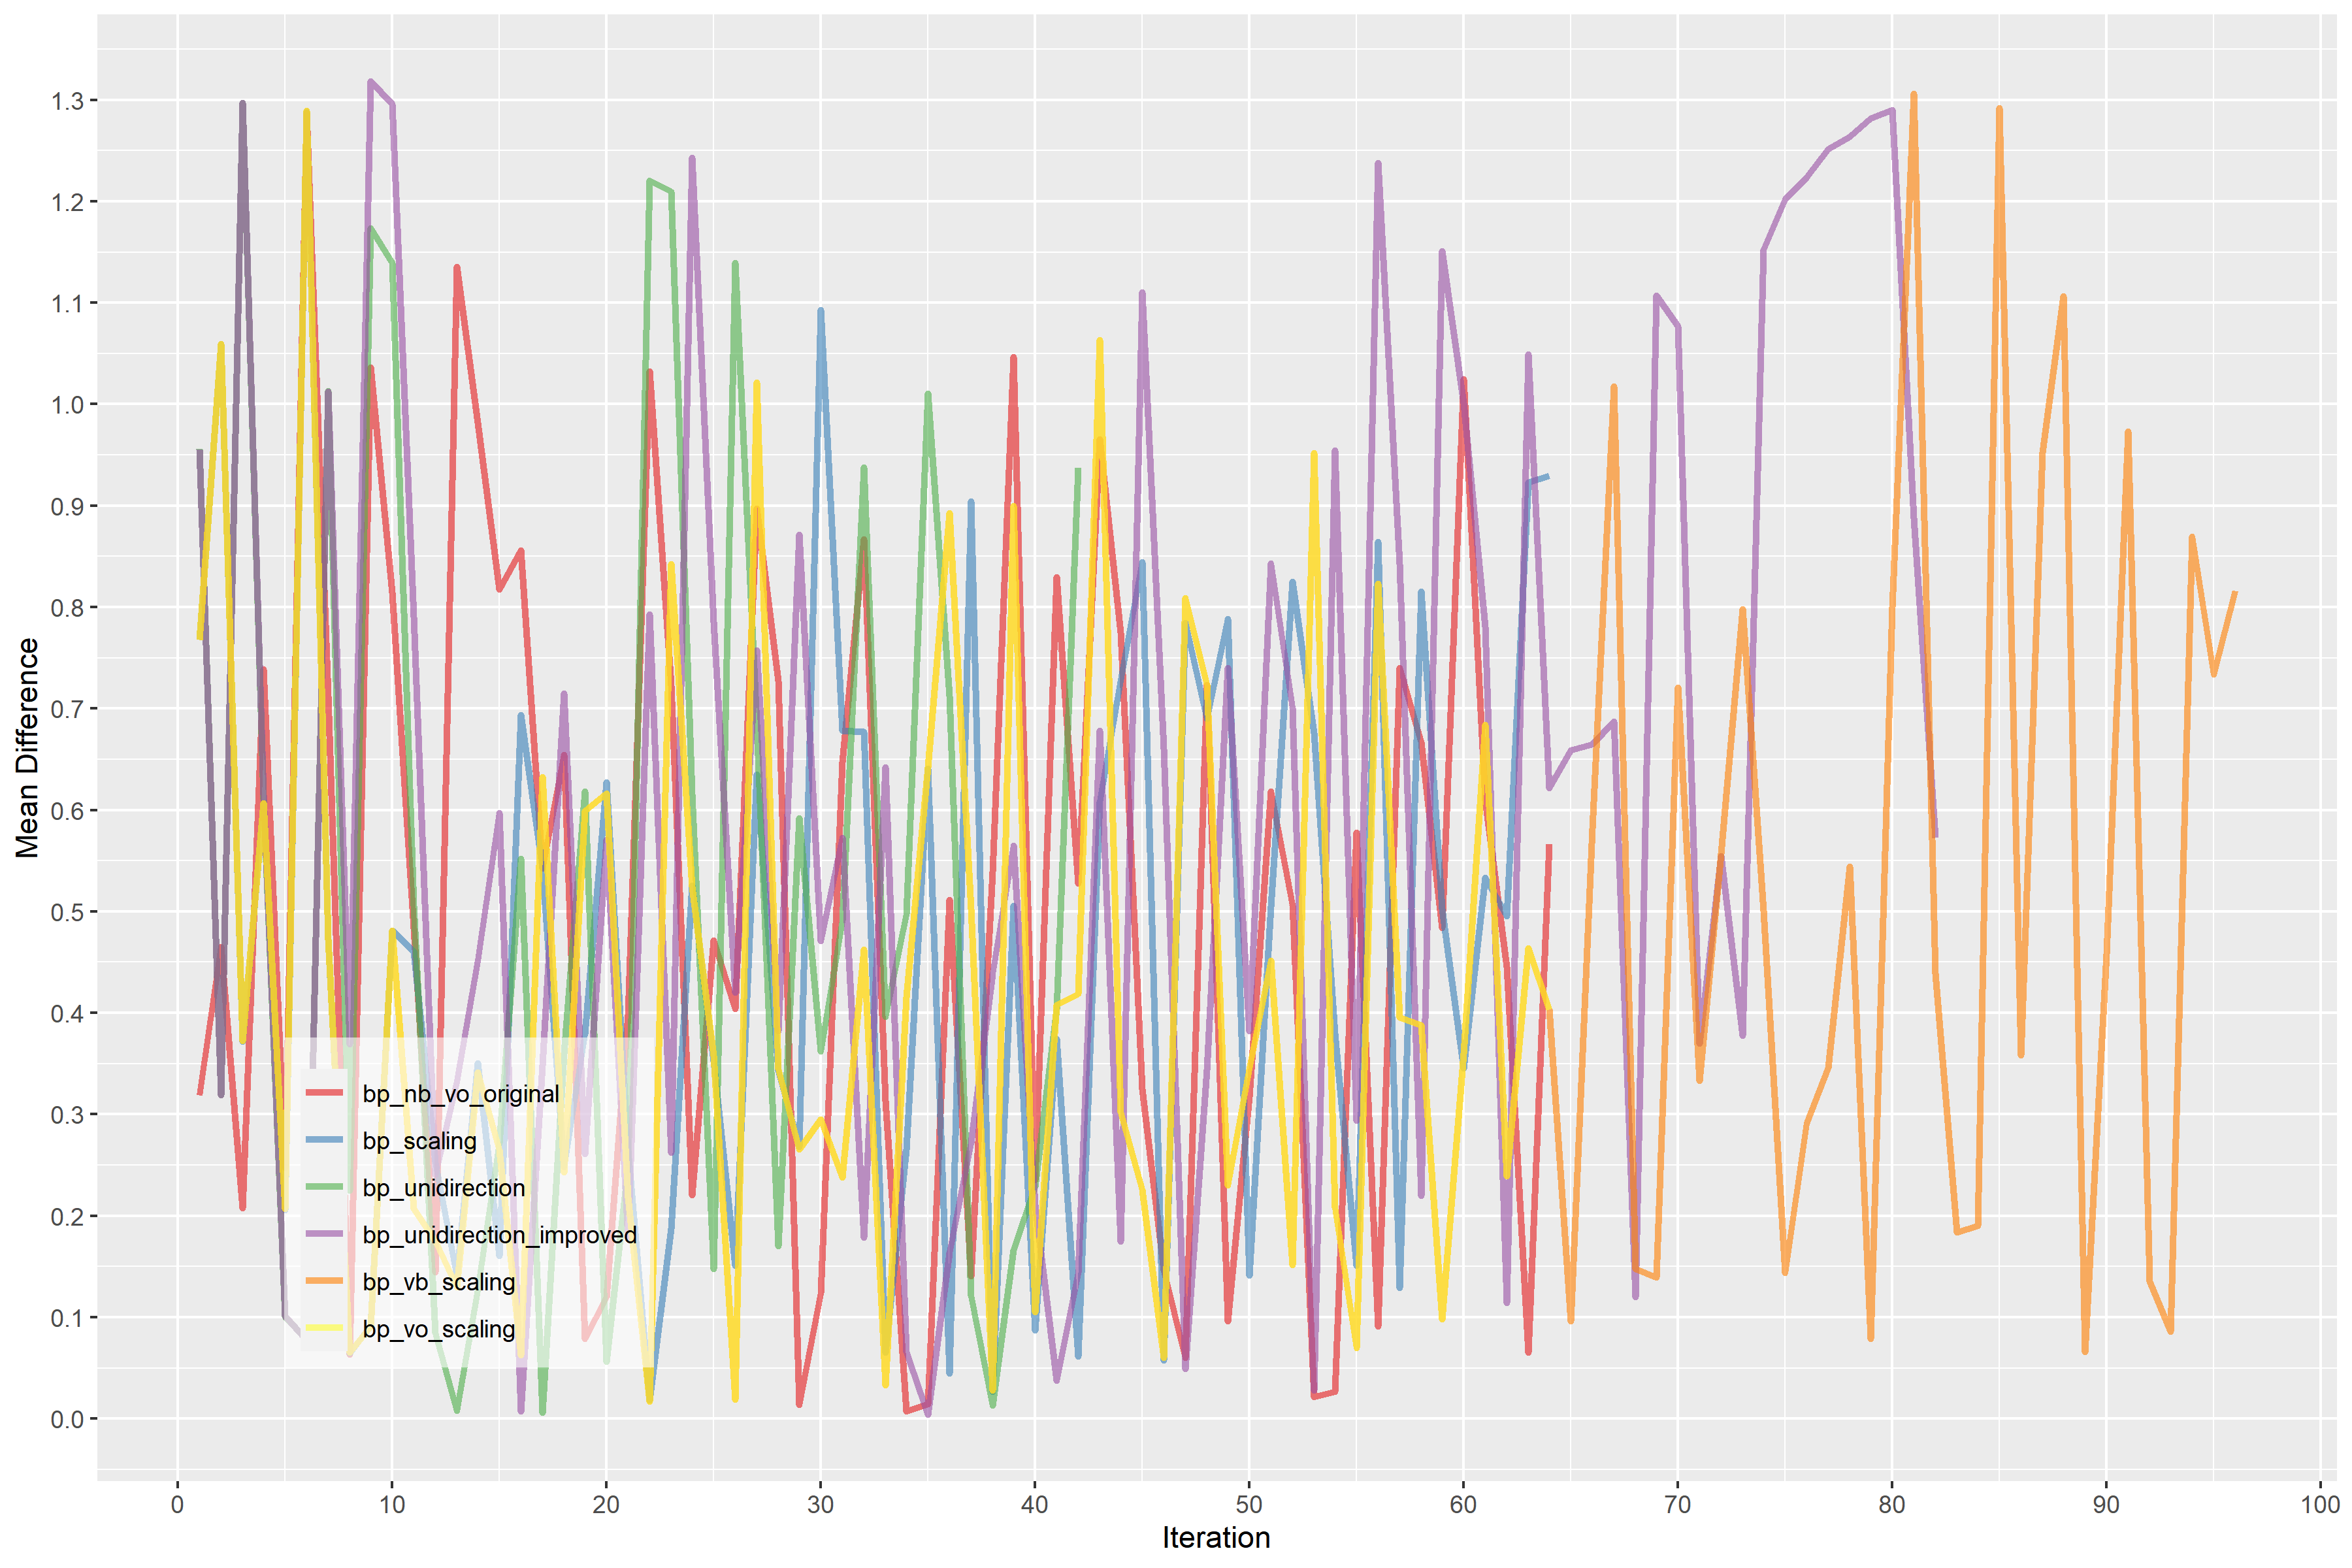 Mean Difference
1.3
1.2
1.1
1.0
0.9
0.8
0.7
0.6
0.5
0.4
0.3
0.2
0.1
0.0
bp_nb_vo_original
bp_scaling
bp_unidirection
bp_unidirection_improved
bp_vb_scaling
bp_vo_scaling
0 10 20 30 40 50 60 70 80 90 100
Iteration